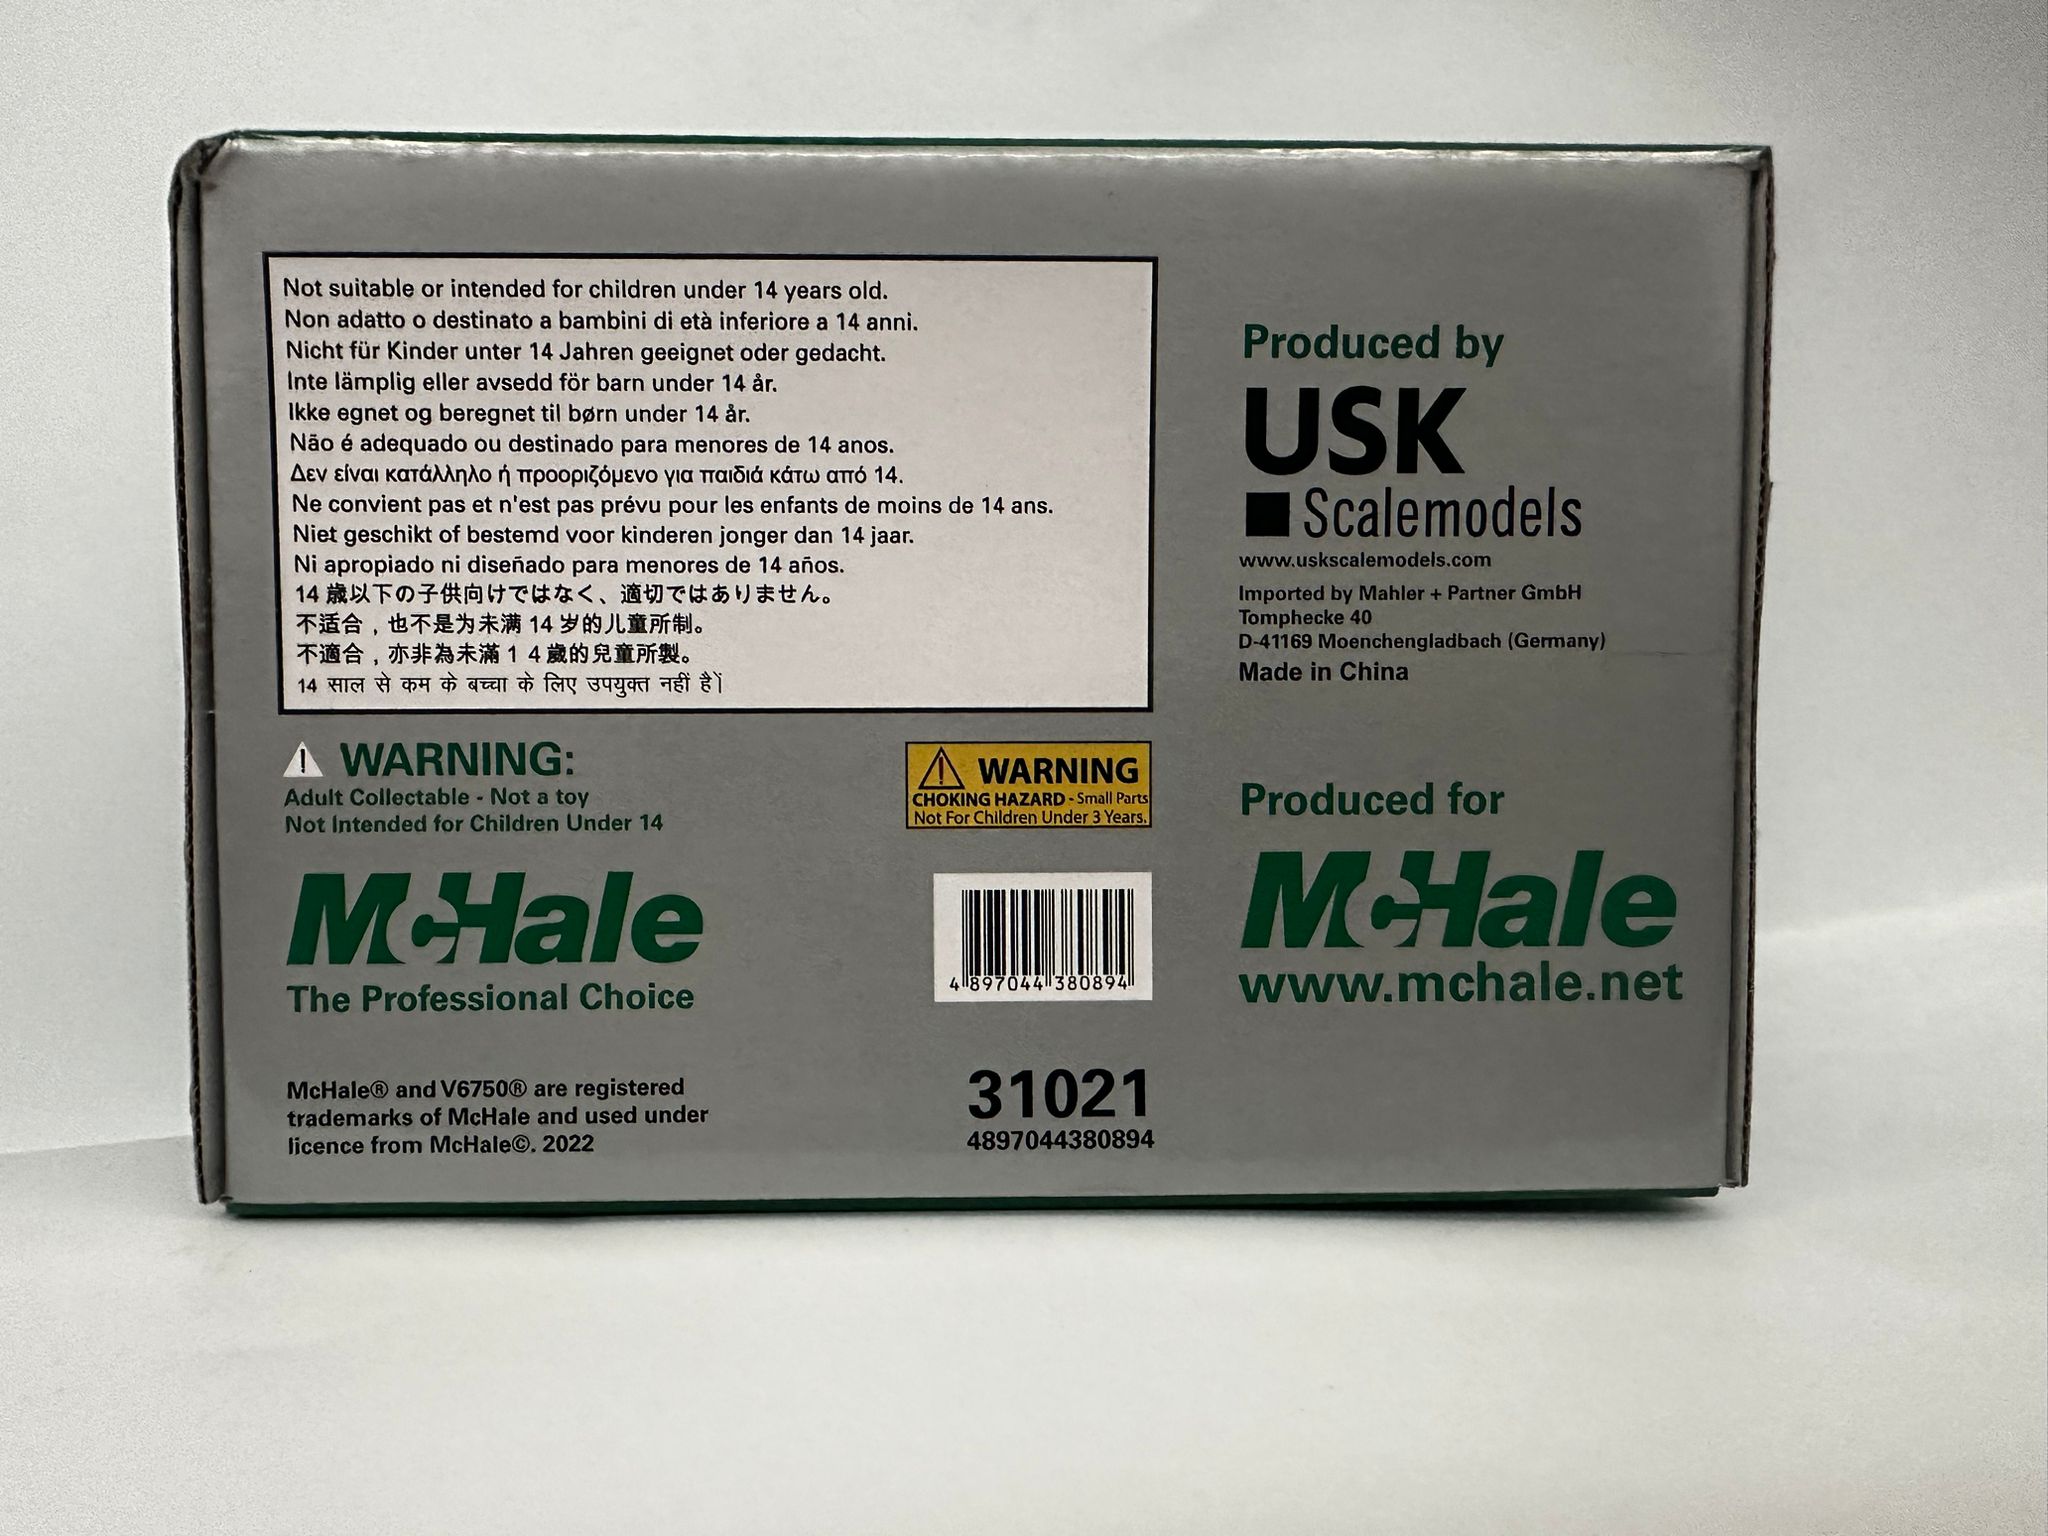 Not suitable or intended for children under 14 years old.
Non adatto o destinato a bambini di età inferiore a 14 anni.
Nicht für Kinder unter 14 Jahren geeignet oder gedacht.
Inte lämplig eller avsedd för barn under 14 år.
Ikke egnet og beregnet til børn under 14 år.
Não é adequado ou destinado para menores de 14 anos.
Δεν είναι κατάλληλο ή προοριζόμενο για παιδιά κάτω από 14.
Ne convient pas et n'est pas prévu pour les enfants de moins de 14 ans.
Niet geschikt of bestemd voor kinderen jonger dan 14 jaar.
Ni apropiado ni diseñado para menores de 14 años.
14 歳以下の子供向けではなく、適切ではありません。
不适合，也不是为未满 14 岁的儿童所制。
不適合，亦非為未滿１４歲的兒童所製。
14 साल से कम के बच्चा के लिए उपयुक्त नहीं है।
WARNING:
Adult Collectable - Not a toy
Not Intended for Children Under 14
WARNING
CHOKING HAZARD - Small Parts
Not For Children Under 3 Years.
McHale
The Professional Choice
4 897044 380894
McHale® and V6750® are registered
trademarks of McHale and used under
licence from McHale©. 2022
31021
4897044380894
Produced by
USK
Scalemodels
www.uskscalemodels.com
Imported by Mahler + Partner GmbH
Tomphecke 40
D-41169 Moenchengladbach (Germany)
Made in China
Produced for
McHale
www.mchale.net